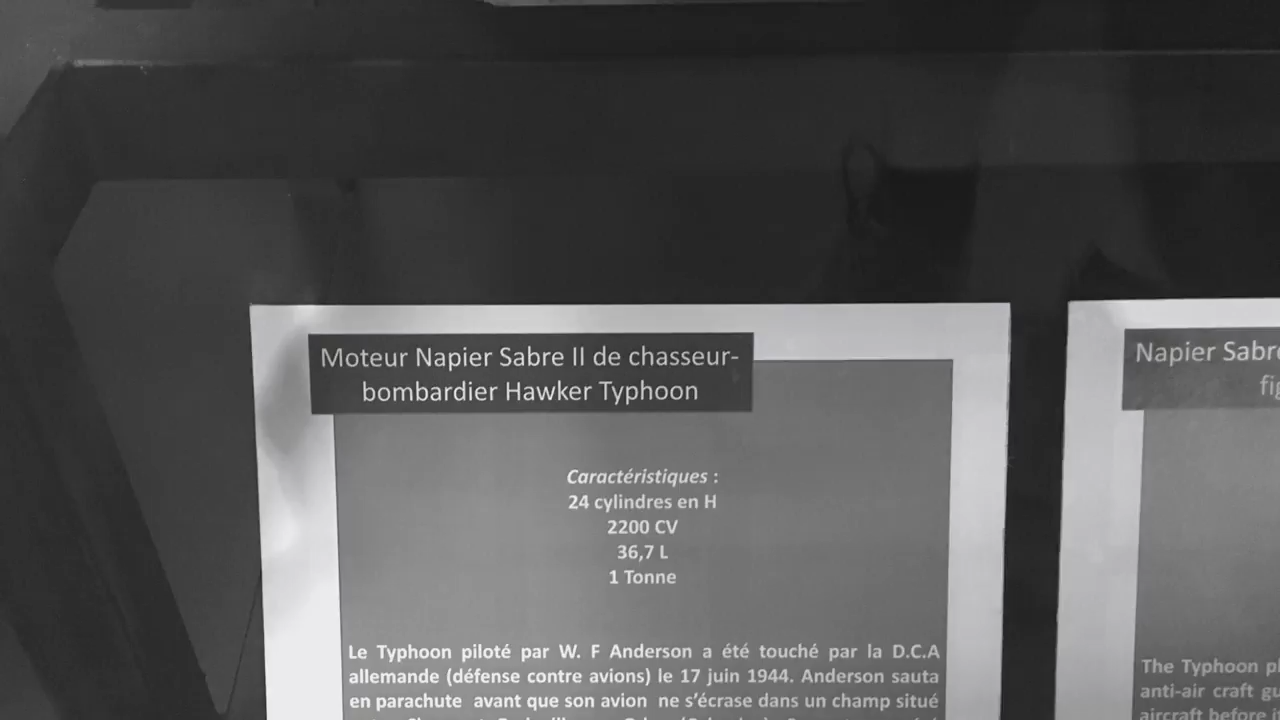 Moteur Napier Sabre II de chasseur-
bombardier Hawker Typhoon
Caractéristiques :
24 cylindres en H
2200 CV
36,7 L
1 Tonne
Le Typhoon piloté par W. F Anderson a été touché par la D.C.A
allemande (défense contre avions) le 17 juin 1944. Anderson sauta
en parachute avant que son avion ne s'écrase dans un champ situé
Napier
The Typhoon
anti-air craft
aircraft before